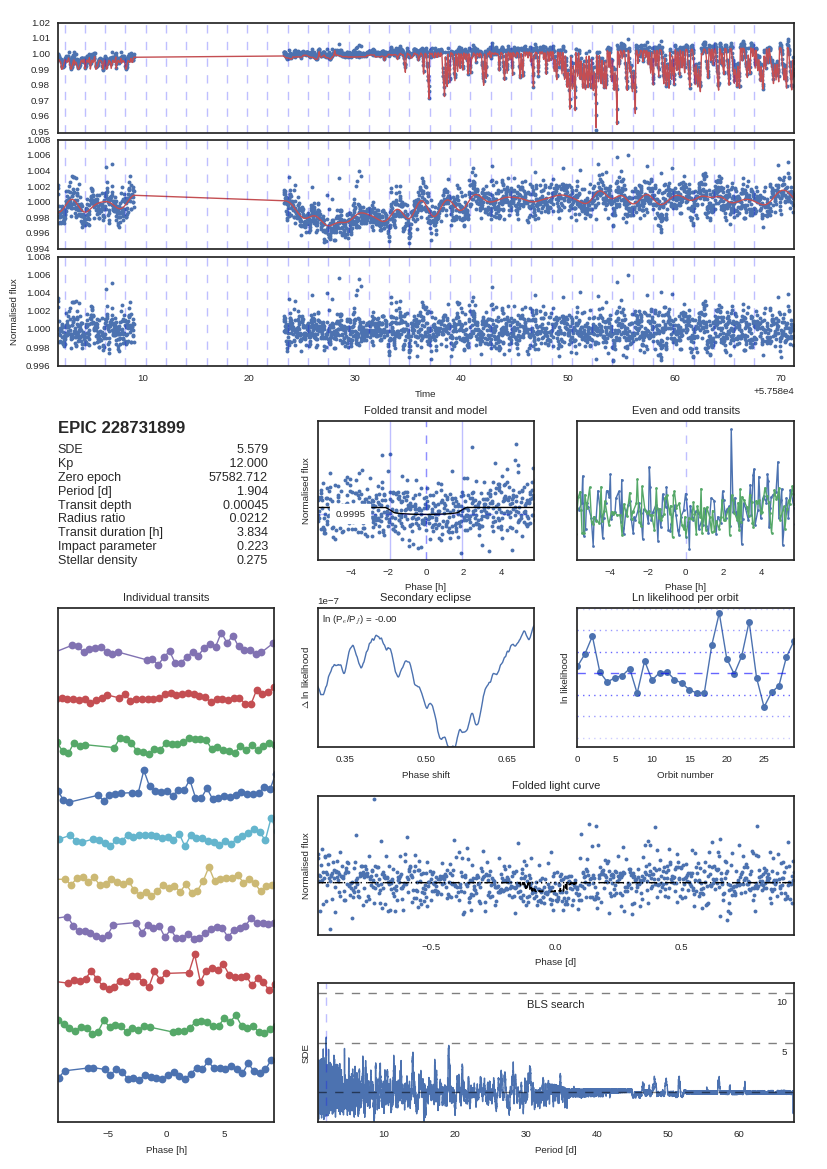 1.02
1.01
1.00
0.99
0.98
0.97
0.96
0.95
1.008
1.006
1.004
1.002
1.000
0.998
0.996
0.994
1.008
1.006
1.004
1.002
1.000
0.998
0.996
Normalised flux
10 20 30 40 50 60 70
Time
+5.758e4
EPIC 228731899
SDE 5.579
Kp 12.000
Zero epoch 57582.712
Period [d] 1.904
Transit depth 0.00045
Radius ratio 0.0212
Transit duration [h] 3.834
Impact parameter 0.223
Stellar density 0.275
Folded transit and model
Normalised flux
0.9995
−4 −2 0 2 4
Phase [h]
Even and odd transits
−4 −2 0 2 4
Phase [h]
Individual transits
−5 0 5
Phase [h]
Secondary eclipse
1e−7
Δ ln likelihood
0.35 0.50 0.65
Phase shift
Ln likelihood per orbit
ln likelihood
0 5 10 15 20 25
Orbit number
Folded light curve
Normalised flux
−0.5 0.0 0.5
Phase [d]
BLS search
10
5
SDE
10 20 30 40 50 60
Period [d]